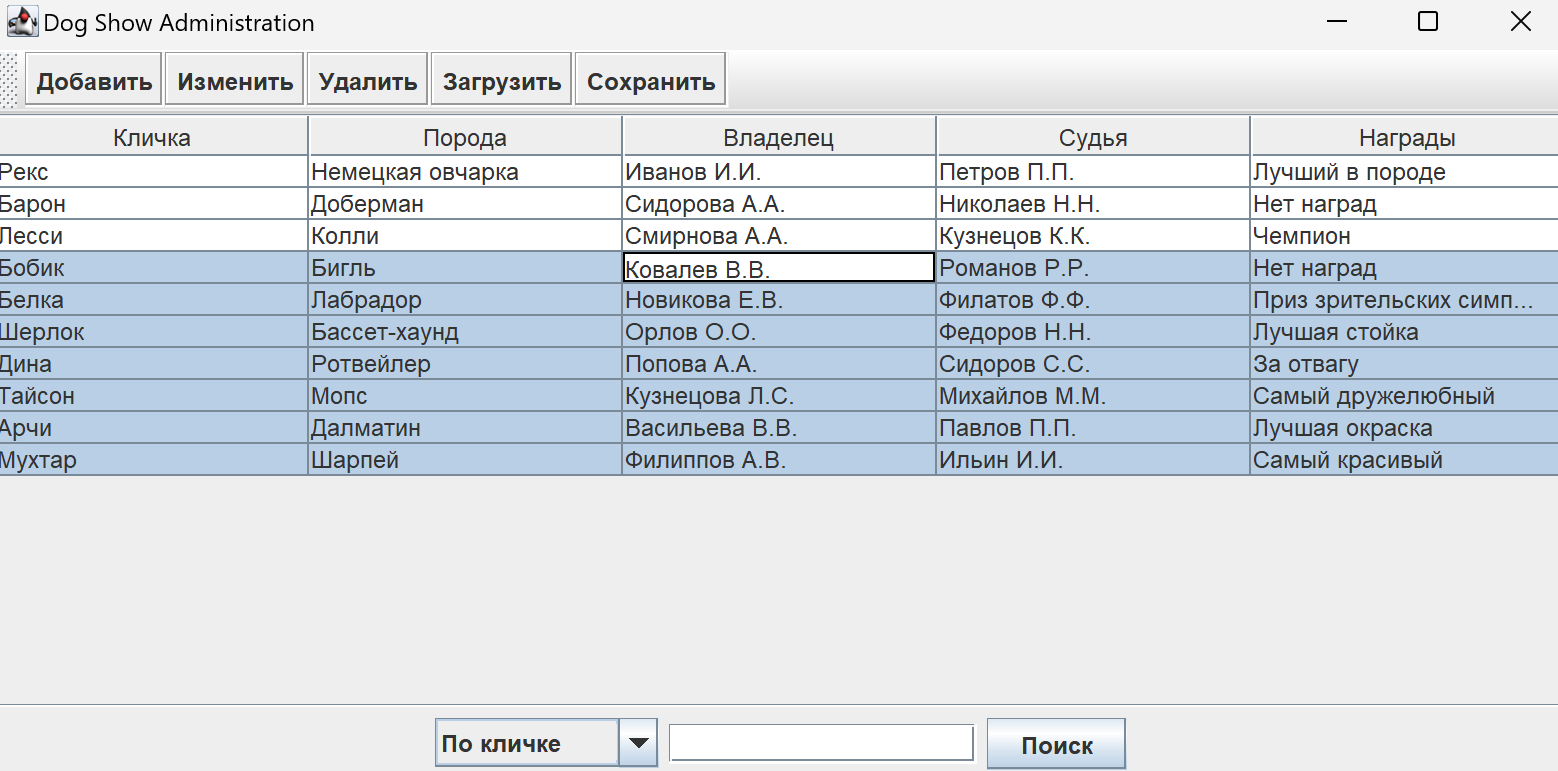 Dog Show Administration
Добавить Изменить Удалить Загрузить Сохранить
Кличка Порода Владелец Судья Награды
Рекс Немецкая овчарка Иванов И.И. Петров П.П. Лучший в породе
Барон Доберман Сидорова А.А. Николаев Н.Н. Нет наград
Лесси Колли Смирнова А.А. Кузнецов К.К. Чемпион
Бобик Бигль Ковалев В.В. Романов Р.Р. Нет наград
Белка Лабрадор Новикова Е.В. Филатов Ф.Ф. Приз зрительских симп...
Шерлок Бассет-хаунд Орлов О.О. Федоров Н.Н. Лучшая стойка
Дина Ротвейлер Попова А.А. Сидоров С.С. За отвагу
Тайсон Мопс Кузнецова Л.С. Михайлов М.М. Самый дружелюбный
Арчи Далматин Васильева В.В. Павлов П.П. Лучшая окраска
Мухтар Шарпей Филиппов А.В. Ильин И.И. Самый красивый
По кличке Поиск